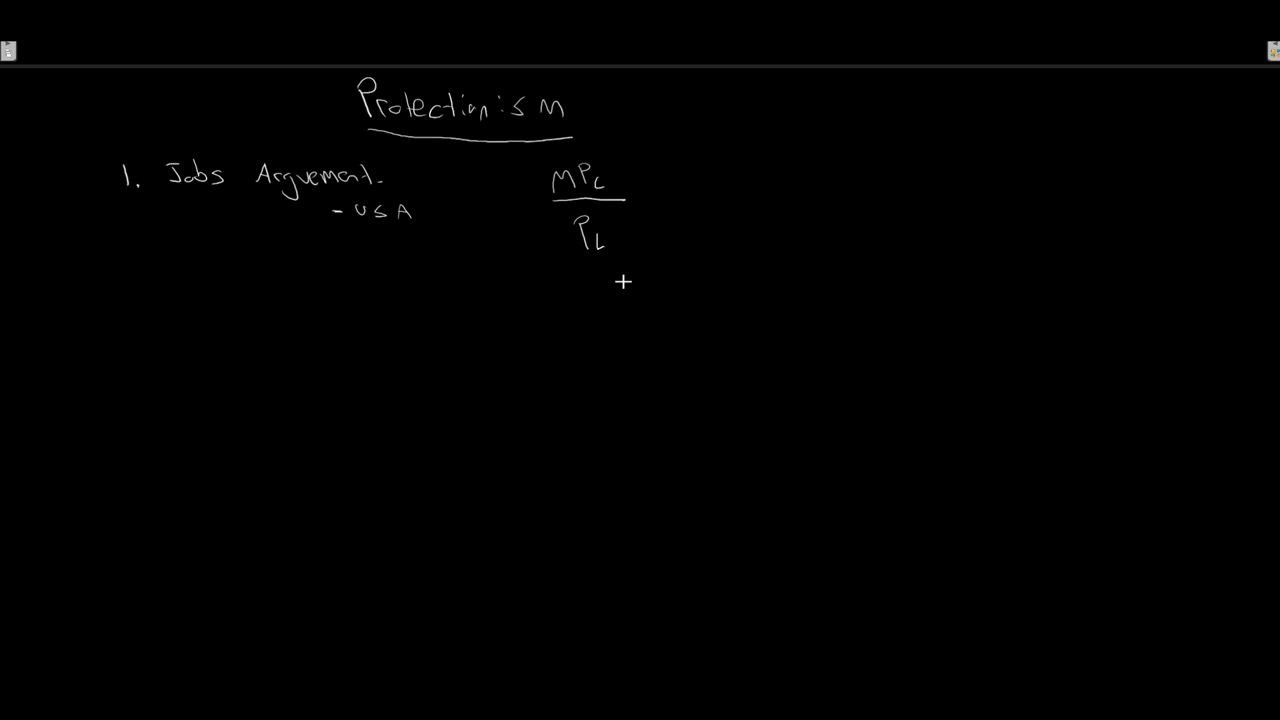 Protectionism
1. Jobs Arguement.
- USA
MPL
PL